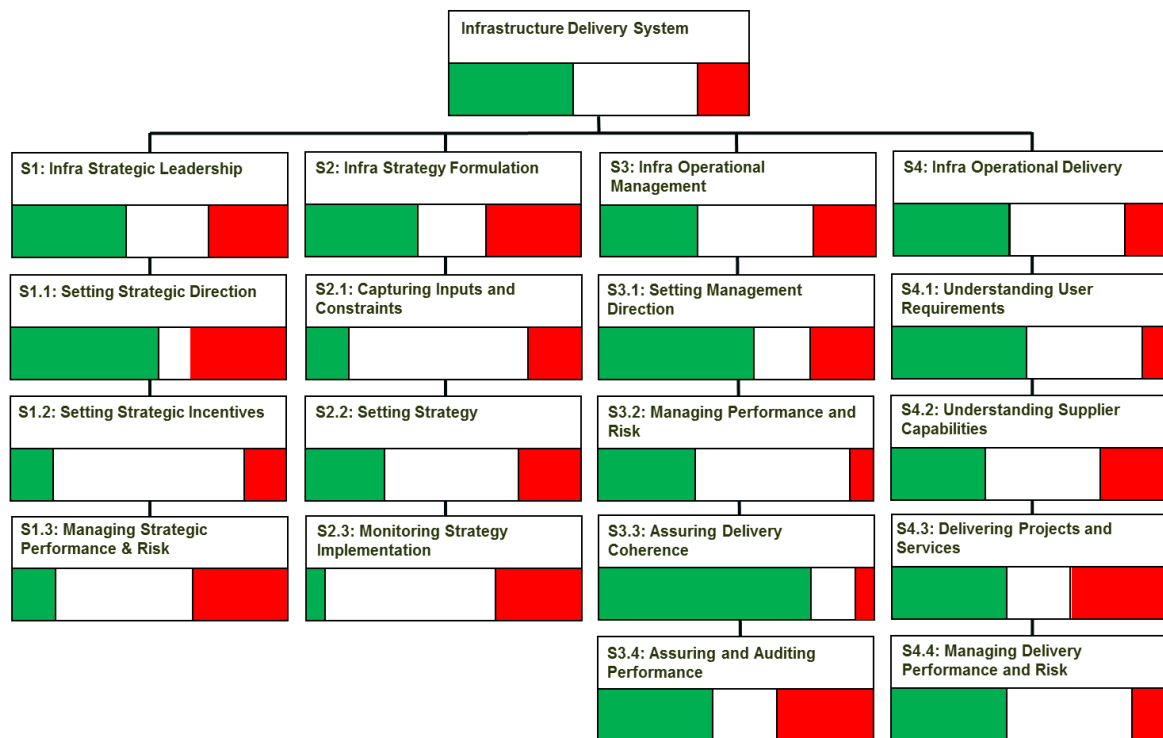 Infrastructure Delivery System
S1: Infra Strategic Leadership
S2: Infra Strategy Formulation
S3: Infra Operational
Management
S4: Infra Operational Delivery
S1.1: Setting Strategic Direction
S2.1: Capturing Inputs and
Constraints
S3.1: Setting Management
Direction
S4.1: Understanding User
Requirements
S1.2: Setting Strategic Incentives
S2.2: Setting Strategy
S3.2: Managing Performance and
Risk
S4.2: Understanding Supplier
Capabilities
S1.3: Managing Strategic
Performance & Risk
S2.3: Monitoring Strategy
Implementation
S3.3: Assuring Delivery
Coherence
S4.3: Delivering Projects and
Services
S3.4: Assuring and Auditing
Performance
S4.4: Managing Delivery
Performance and Risk